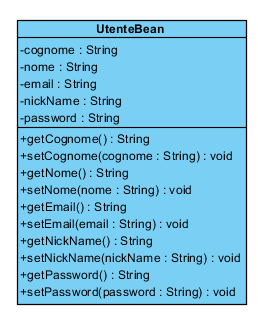 UtenteBean
-cognome : String
-nome : String
-email : String
-nickName : String
-password : String
+getCognome() : String
+setCognome(cognome : String) : void
+getNome() : String
+setNome(nome : String) : void
+getEmail() : String
+setEmail(email : String) : void
+getNickName() : String
+setNickName(nickName : String) : void
+getPassword() : String
+setPassword(password : String) : void